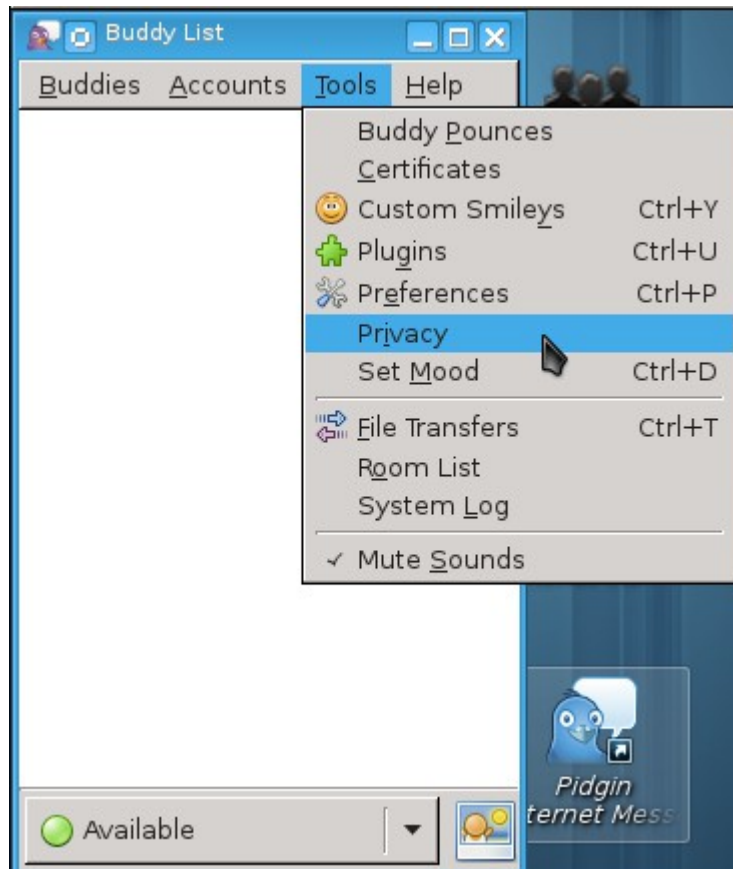 Buddy List
Buddies Accounts Tools Help
Buddy Pounces
Certificates
Custom Smileys Ctrl+Y
Plugins Ctrl+U
Preferences Ctrl+P
Privacy
Set Mood Ctrl+D
File Transfers Ctrl+T
Room List
System Log
Mute Sounds
Pidgin
ternet Mess
Available